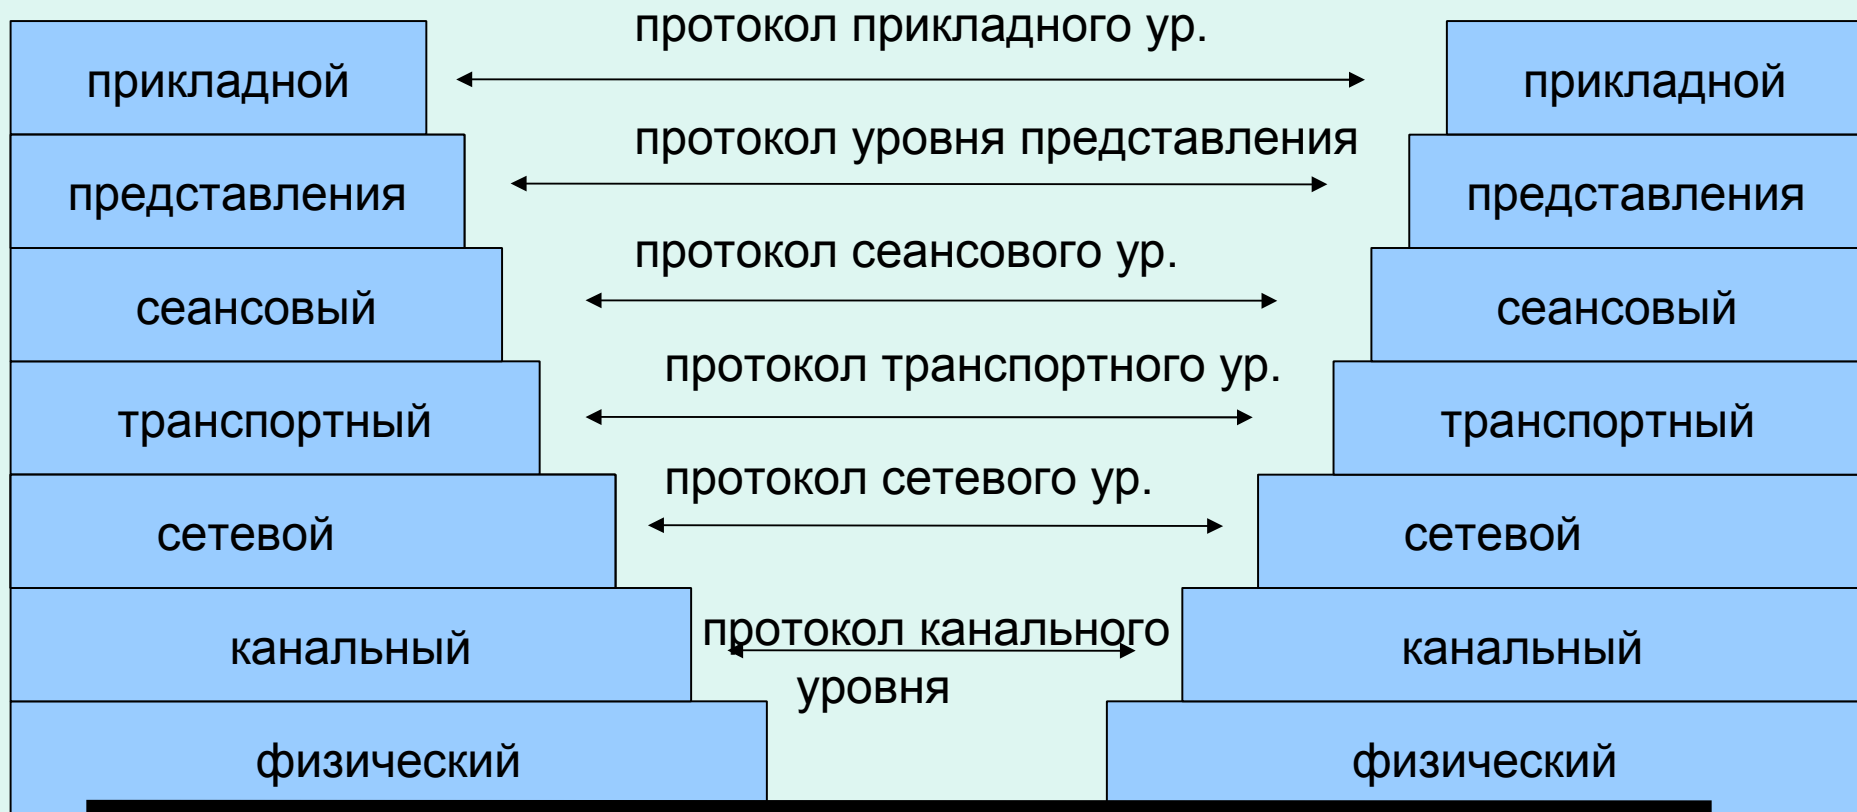 протокол прикладного ур.
прикладной
прикладной
протокол уровня представления
представления
представления
протокол сеансового ур.
сеансовый
сеансовый
протокол транспортного ур.
транспортный
транспортный
протокол сетевого ур.
сетевой
сетевой
протокол канального
уровня
канальный
канальный
физический
физический